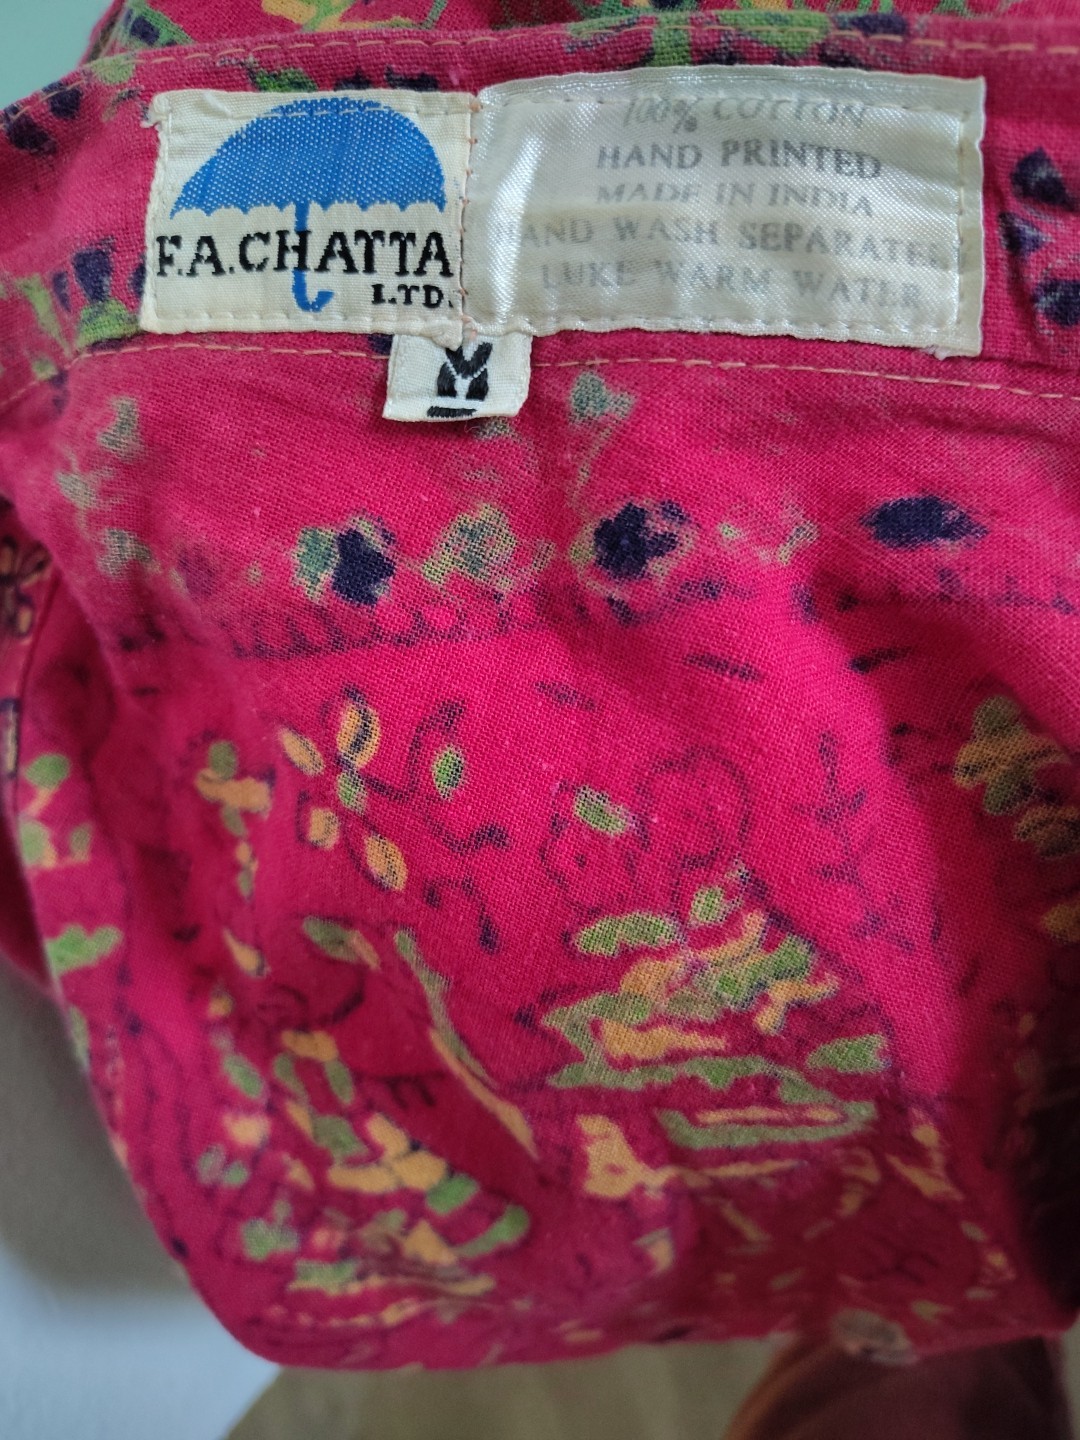 F.A.CHATTA
LTD.
100% COTTON
HAND PRINTED
MADE IN INDIA
HAND WASH SEPARATELY
LUKE WARM WATER
M